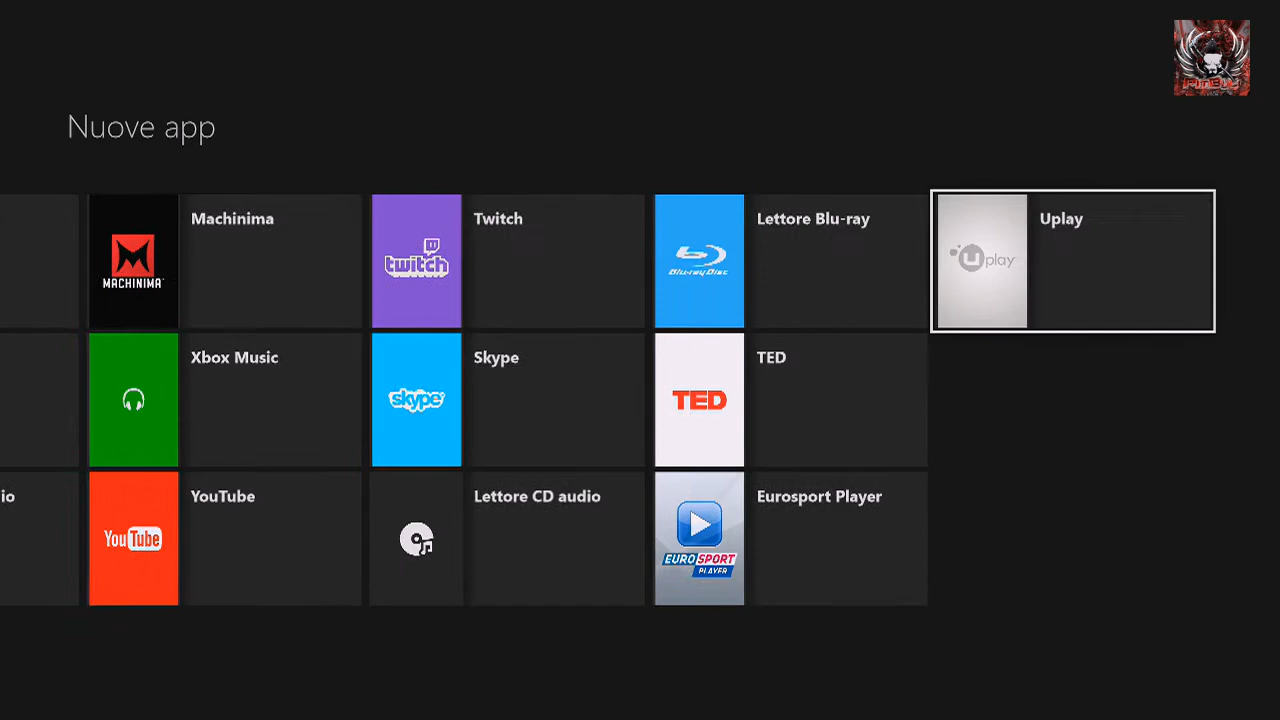 Nuove app
Machinima
MACHINIMA
Twitch
twitch
Lettore Blu-ray
Blu-ray Disc
Uplay
Uplay
Xbox Music
Skype
skype
TED
TED
io
YouTube
YouTube
Lettore CD audio
Eurosport Player
EUROSPORT
PLAYER